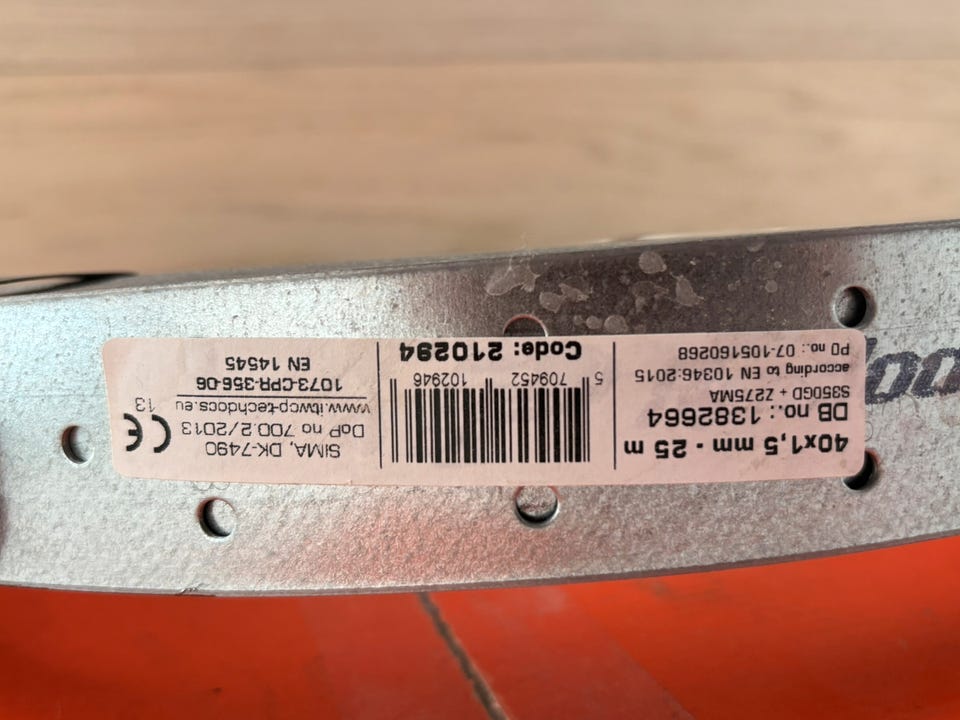 40x1,5 mm - 25 m
DB no.: 1382664
S350GD + Z275MA
according to EN 10346:2015
PO no.: 07-105160268
5 709452 102946
Code: 210294
SIMA, DK-7490
DoP no 700.2/2013
www.itwcp-techdocs.eu
1073-CPR-356-06
EN 14545
CE
13